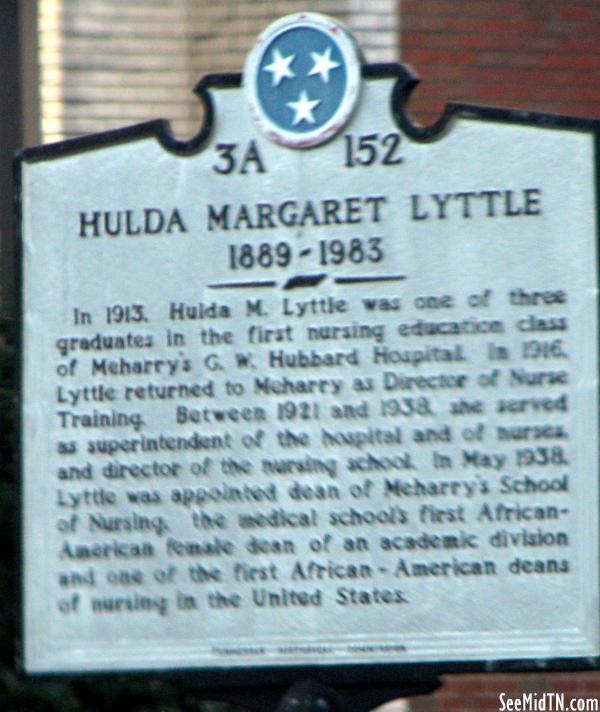 3A 152
HULDA MARGARET LYTTLE
1889-1983
In 1913, Hulda M. Lyttle was one of three
graduates in the first nursing education class
of Meharry's G. W. Hubbard Hospital. In 1916,
Lyttle returned to Meharry as Director of Nurse
Training. Between 1921 and 1938, she served
as superintendent of the hospital and of nurses,
and director of the nursing school. In May 1938,
Lyttle was appointed dean of Meharry's School
of Nursing, the medical school's first African-
American female dean of an academic division
and one of the first African-American deans
of nursing in the United States.
TENNESSEE HISTORICAL COMMISSION
SeeMidTN.com